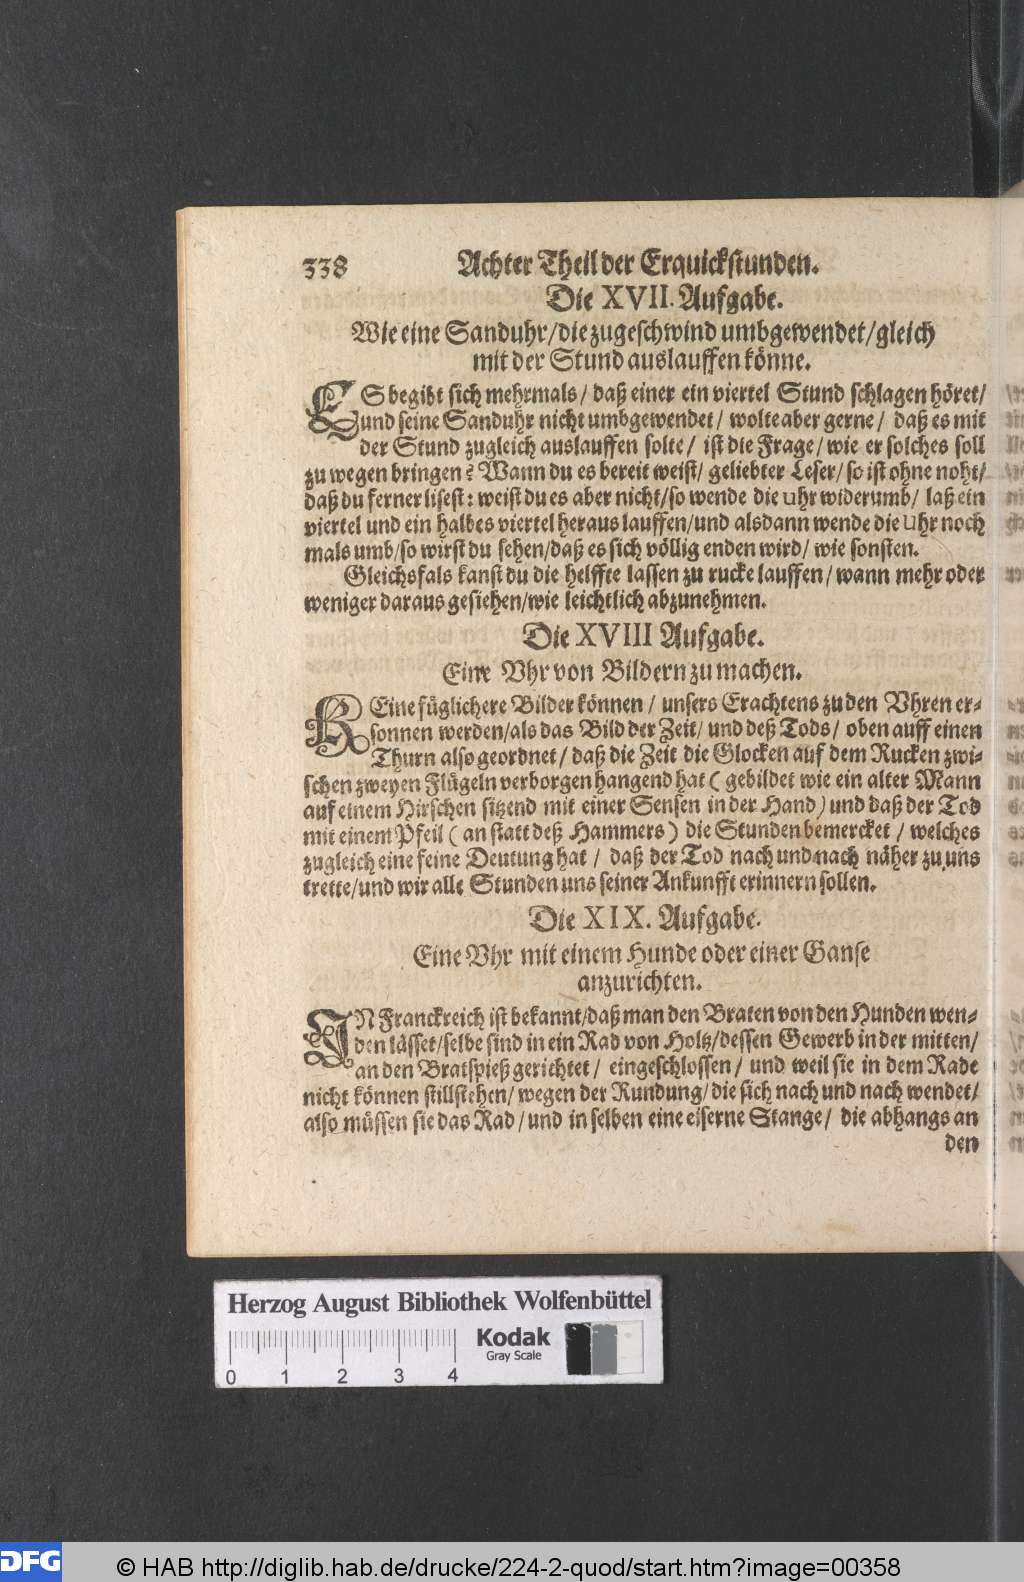 338 Achter Theil der Erquickstunden.
Die XVII. Aufgabe.
Wie eine Sanduhr/die zugeschwind umbgewendet/gleich
mit der Stund auslauffen könne.
ES begibt sich mehrmals/ daß einer ein viertel Stund schlagen höret/
und seine Sanduhr nicht umbgewendet/ wolte aber gerne/ daß es mit
der Stund zugleich auslauffen solte/ ist die Frage/ wie er solches soll
zu wegen bringen? Wann du es bereit weist/ geliebter Leser/ so ist ohne noht/
daß du ferner lisest: weist du es aber nicht/so wende die uhr widerumb/ laß ein
viertel und ein halbes viertel heraus lauffen/und alsdann wende die Uhr noch
mals umb/so wirst du sehen/daß es sich völlig enden wird/ wie sonsten.
Gleichsfals kanst du die helffte lassen zu rucke lauffen/ wann mehr oder
weniger daraus gesiehen/wie leichtlich abzunehmen.
Die XVIII Aufgabe.
Eine Vhr von Bildern zu machen.
KEine füglichere Bilder können/ unsers Erachtens zu den Vhren er-
sonnen werden/als das Bild der Zeit/ und deß Tods/ oben auff einen
Thurn also geordnet/ daß die Zeit die Glocken auf dem Rucken zwi-
schen zweyen Flügeln verborgen hangend hat (gebildet wie ein alter Mann
auf einem Hirschen sitzend mit einer Sensen in der Hand) und daß der Tod
mit einem Pfeil (an statt deß Hammers) die Stunden bemercket/ welches
zugleich eine feine Deutung hat/ daß der Tod nach und nach näher zu uns
trette/und wir alle Stunden uns seiner Ankunfft erinnern sollen.
Die XIX. Aufgabe.
Eine Vhr mit einem Hunde oder einer Ganse
anzurichten.
IN Franckreich ist bekannt/daß man den Braten von den Hunden wen-
den lässet/selbe sind in ein Rad von Holtz/dessen Gewerb in der mitten/
an den Bratspieß gerichtet/ eingeschlossen/ und weil sie in dem Rade
nicht können stillstehen/ wegen der Rundung/ die sich nach und nach wendet/
also müssen sie das Rad/ und in selben eine eiserne Stange/ die abhangs an
den
Herzog August Bibliothek Wolfenbüttel
Kodak
Gray Scale
0 1 2 3 4
DFG © HAB http://diglib.hab.de/drucke/224-2-quod/start.htm?image=00358